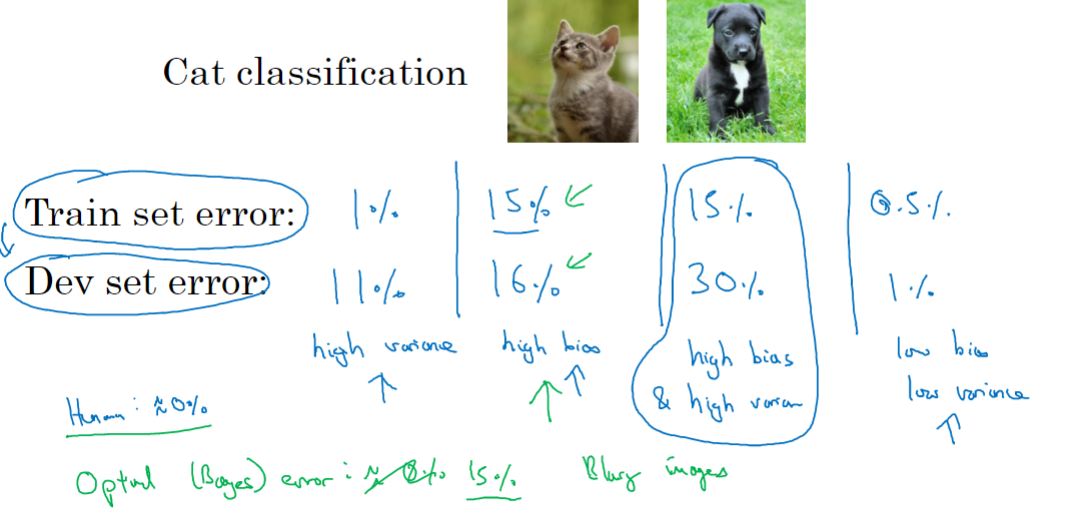 Cat classification
Train set error: 1% 15% 15% 0.5%
Dev set error: 11% 16% 30% 1%
high variance high bias high bias & high varian low bias low variance
Human: ≈0%
Optimal (Bayes) error: ≈ 0% 15% Blurry images